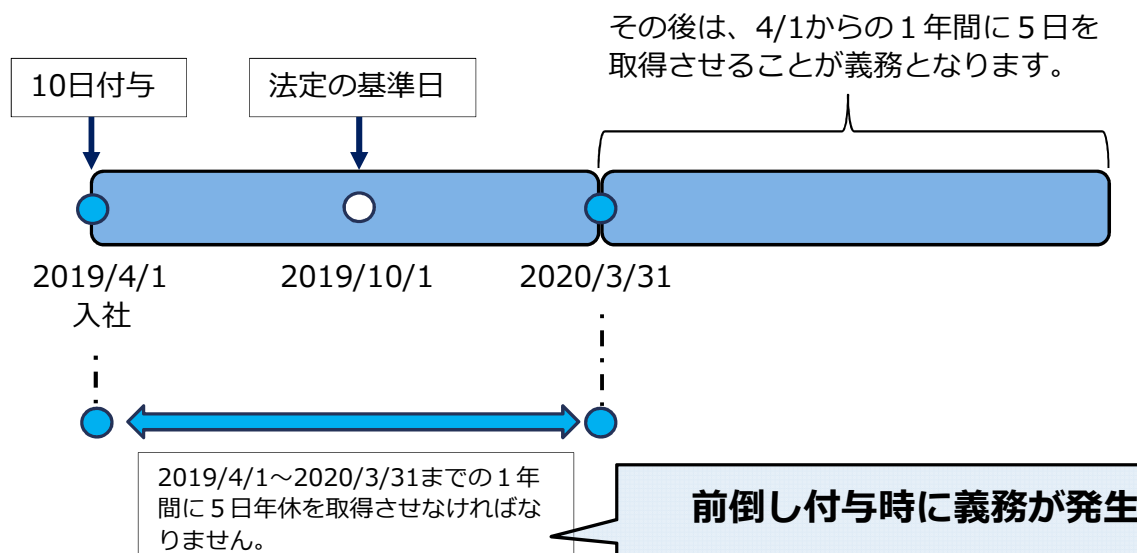 その後は、4/1からの１年間に５日を
取得させることが義務となります。
10日付与
法定の基準日
2019/4/1
入社
2019/10/1
2020/3/31
2019/4/1～2020/3/31までの１年
間に５日年休を取得させなければな
りません。
前倒し付与時に義務が発生